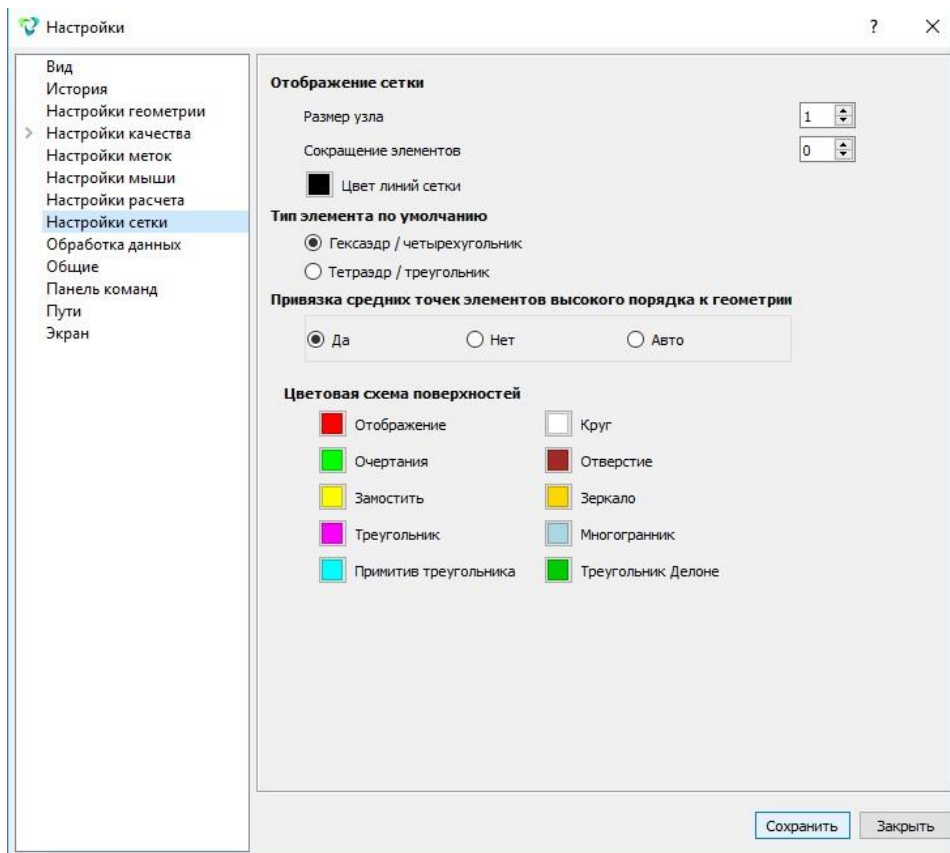 Настройки
?
Вид
История
Настройки геометрии
Настройки качества
Настройки меток
Настройки мыши
Настройки расчета
Настройки сетки
Обработка данных
Общие
Панель команд
Пути
Экран
Отображение сетки
Размер узла 1
Сокращение элементов 0
Цвет линий сетки
Тип элемента по умолчанию
Гексаэдр / четырехугольник
Тетраэдр / треугольник
Привязка средних точек элементов высокого порядка к геометрии
Да Нет Авто
Цветовая схема поверхностей
Отображение Круг
Очертания Отверстие
Замостить Зеркало
Треугольник Многогранник
Примитив треугольника Треугольник Делоне
Сохранить Закрыть